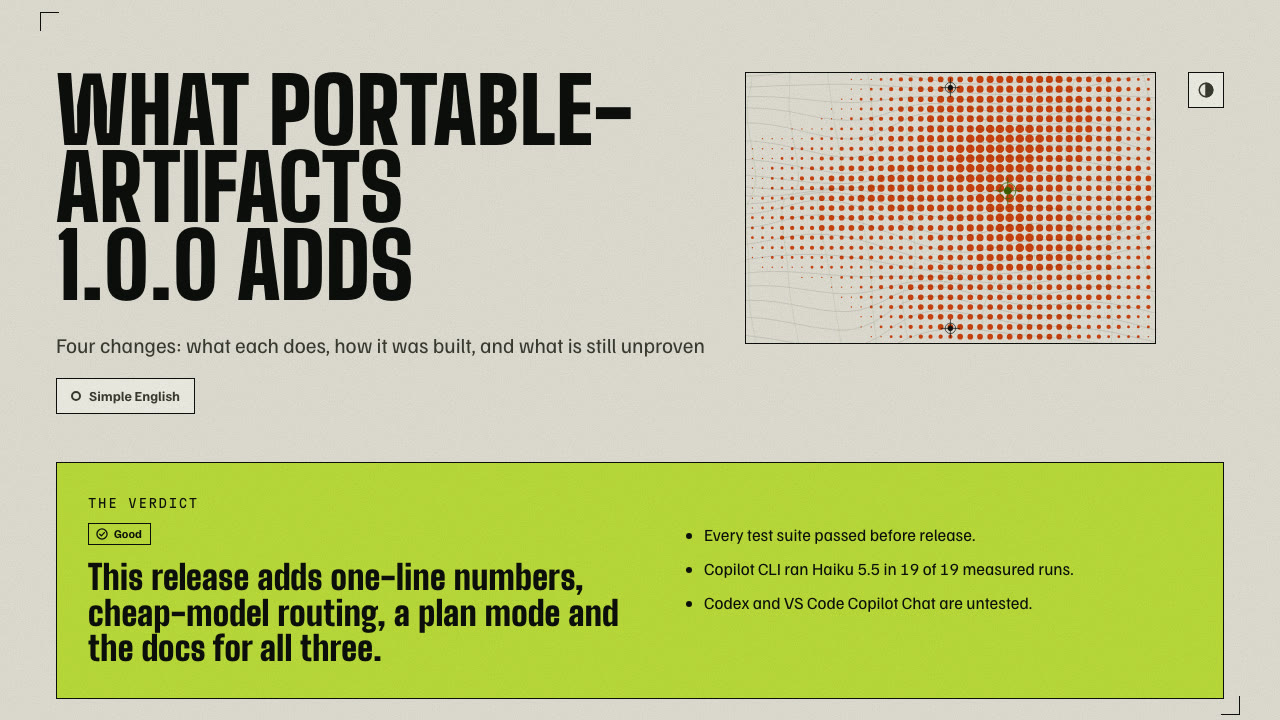 WHAT PORTABLE-
ARTIFACTS
1.0.0 ADDS
Four changes: what each does, how it was built, and what is still unproven
Simple English
THE VERDICT
Good
This release adds one-line numbers,
cheap-model routing, a plan mode and
the docs for all three.
Every test suite passed before release.
Copilot CLI ran Haiku 5.5 in 19 of 19 measured runs.
Codex and VS Code Copilot Chat are untested.